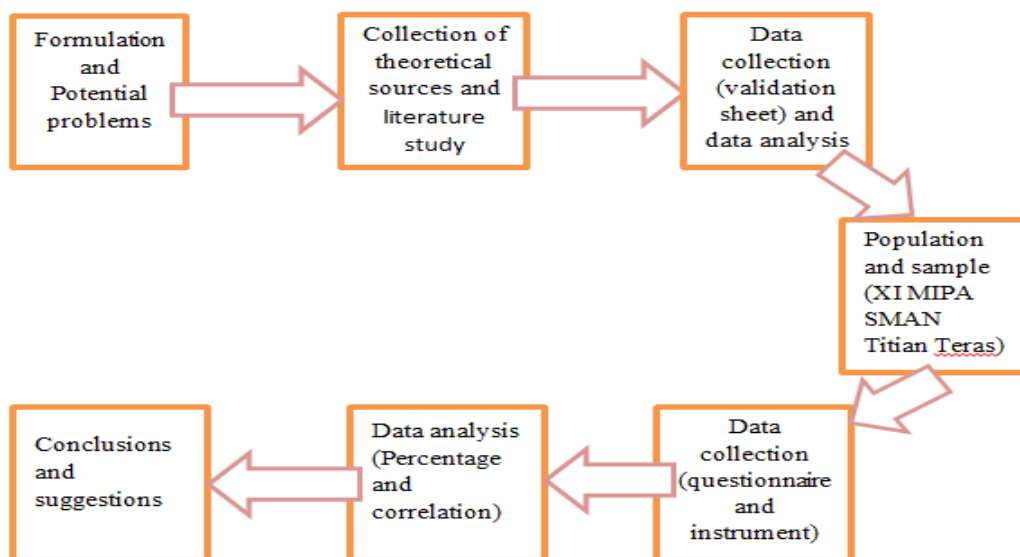 Formulation
and
Potential
problems
Collection of
theoretical
sources and
literature
study
Data
collection
(validation
sheet) and
data analysis
Population
and sample
(XI MIPA
SMAN
Titian Teras)
Data
collection
(questionnaire
and
instrument)
Data analysis
(Percentage
and
correlation)
Conclusions
and
suggestions